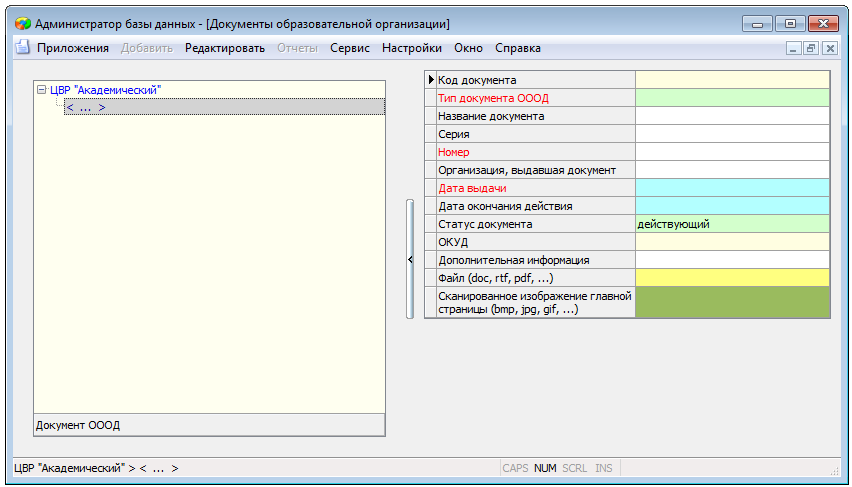 Администратор базы данных - [Документы образовательной организации]
Приложения Добавить Редактировать Отчеты Сервис Настройки Окно Справка
ЦВР "Академический"
< ... >
Документ ОООД
Код документа
Тип документа ОООД
Название документа
Серия
Номер
Организация, выдавшая документ
Дата выдачи
Дата окончания действия
Статус документа действующий
ОКУД
Дополнительная информация
Файл (doc, rtf, pdf, ...)
Сканированное изображение главной
страницы (bmp, jpg, gif, ...)
ЦВР "Академический" > < ... > CAPS NUM SCRL INS